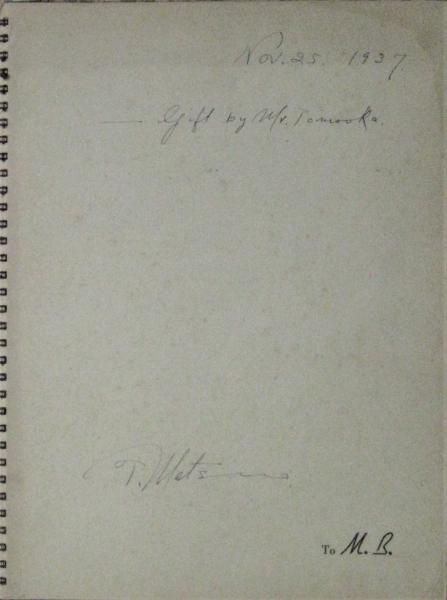 Nov. 25. 1937.
— Gift by Mr. Tomooka.
T.
To M. B.